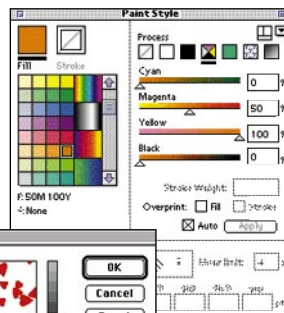 Paint Style
Process
Fill Stroke
Cyan
0 %
Magenta
50 %
Yellow
100 %
Black
0 %
F: 50M 100Y
S: None
Stroke Weight:
Overprint: Fill Stroke
Auto Apply
OK
Cancel